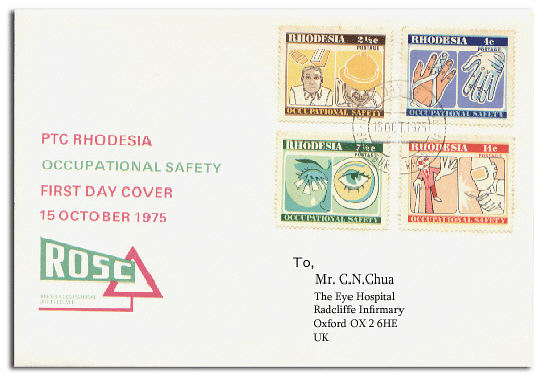 RHODESIA 2½c
POSTAGE
OCCUPATIONAL SAFETY
RHODESIA 4c
POSTAGE
OCCUPATIONAL SAFETY
15 OCT 1975
RHODESIA 7½c
POSTAGE
OCCUPATIONAL SAFETY
RHODESIA 14c
POSTAGE
OCCUPATIONAL SAFETY
PTC RHODESIA
OCCUPATIONAL SAFETY
FIRST DAY COVER
15 OCTOBER 1975
ROSC
To,
Mr. C.N.Chua
The Eye Hospital
Radcliffe Infirmary
Oxford OX 2 6HE
UK